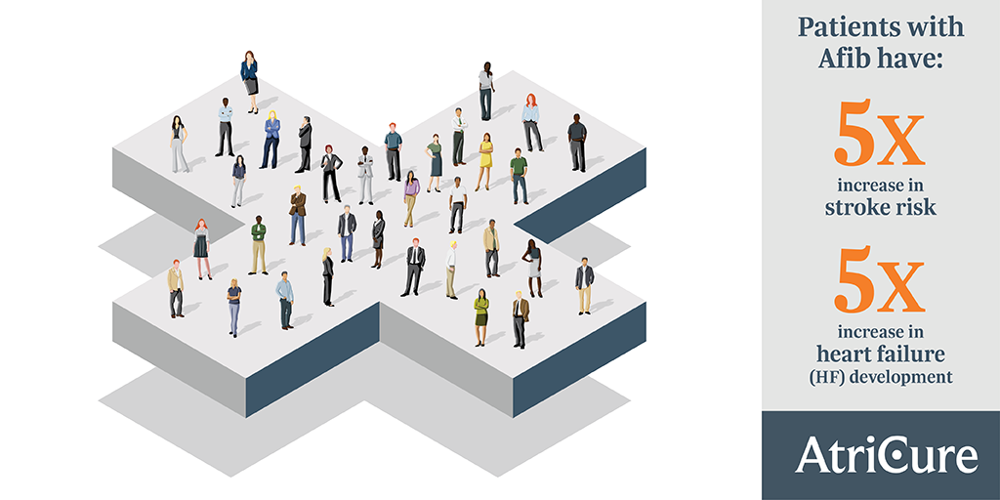 Patients with
Afib have:
5x
increase in
stroke risk
5x
increase in
heart failure
(HF) development
AtriCure